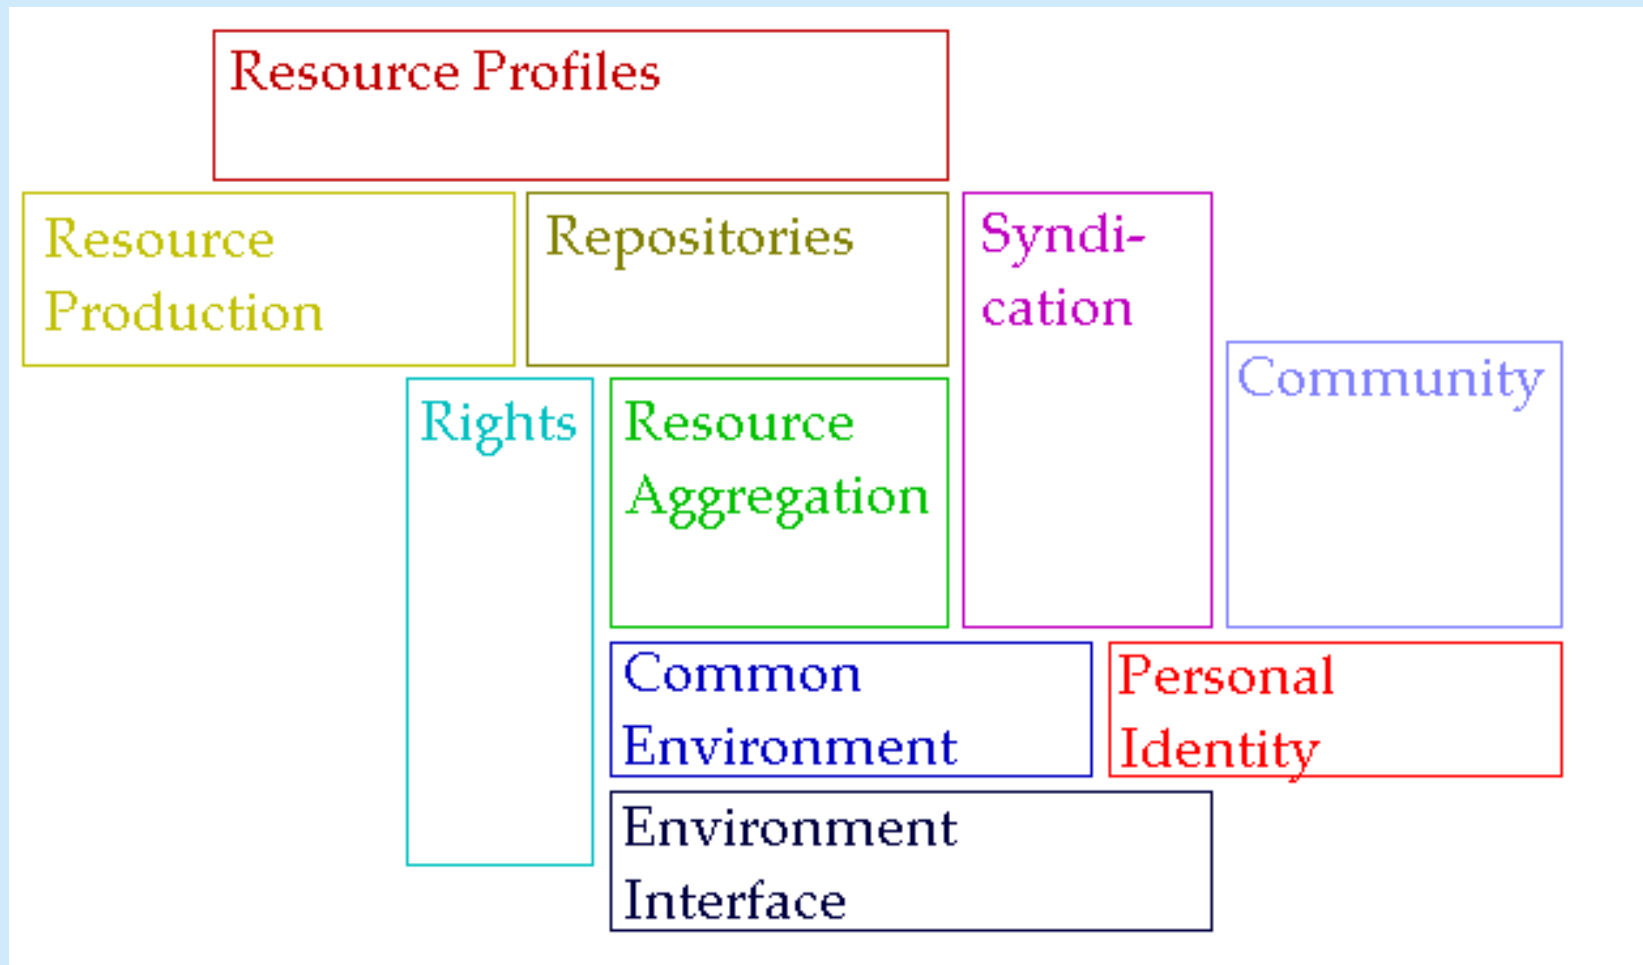 Resource Profiles
Resource
Production
Repositories
Syndi-
cation
Community
Rights
Resource
Aggregation
Common
Environment
Personal
Identity
Environment
Interface